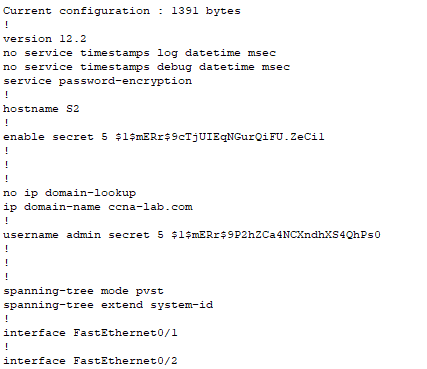 Current configuration : 1391 bytes
!
version 12.2
no service timestamps log datetime msec
no service timestamps debug datetime msec
service password-encryption
!
hostname S2
!
enable secret 5 $1$mERr$9cTjUIEqNGurQiFU.ZeCi1
!
!
!
no ip domain-lookup
ip domain-name ccna-lab.com
!
username admin secret 5 $1$mERr$9P2hZCa4NCXndhXS4QhPs0
!
!
!
spanning-tree mode pvst
spanning-tree extend system-id
!
interface FastEthernet0/1
!
interface FastEthernet0/2